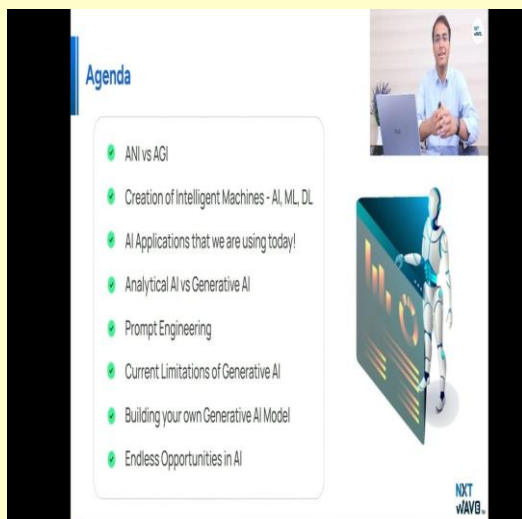 Agenda
ANI vs AGI
Creation of Intelligent Machines - AI, ML, DL
AI Applications that we are using today!
Analytical AI vs Generative AI
Prompt Engineering
Current Limitations of Generative AI
Building your own Generative AI Model
Endless Opportunities in AI
NXT
WAVE
NXT
WAVE